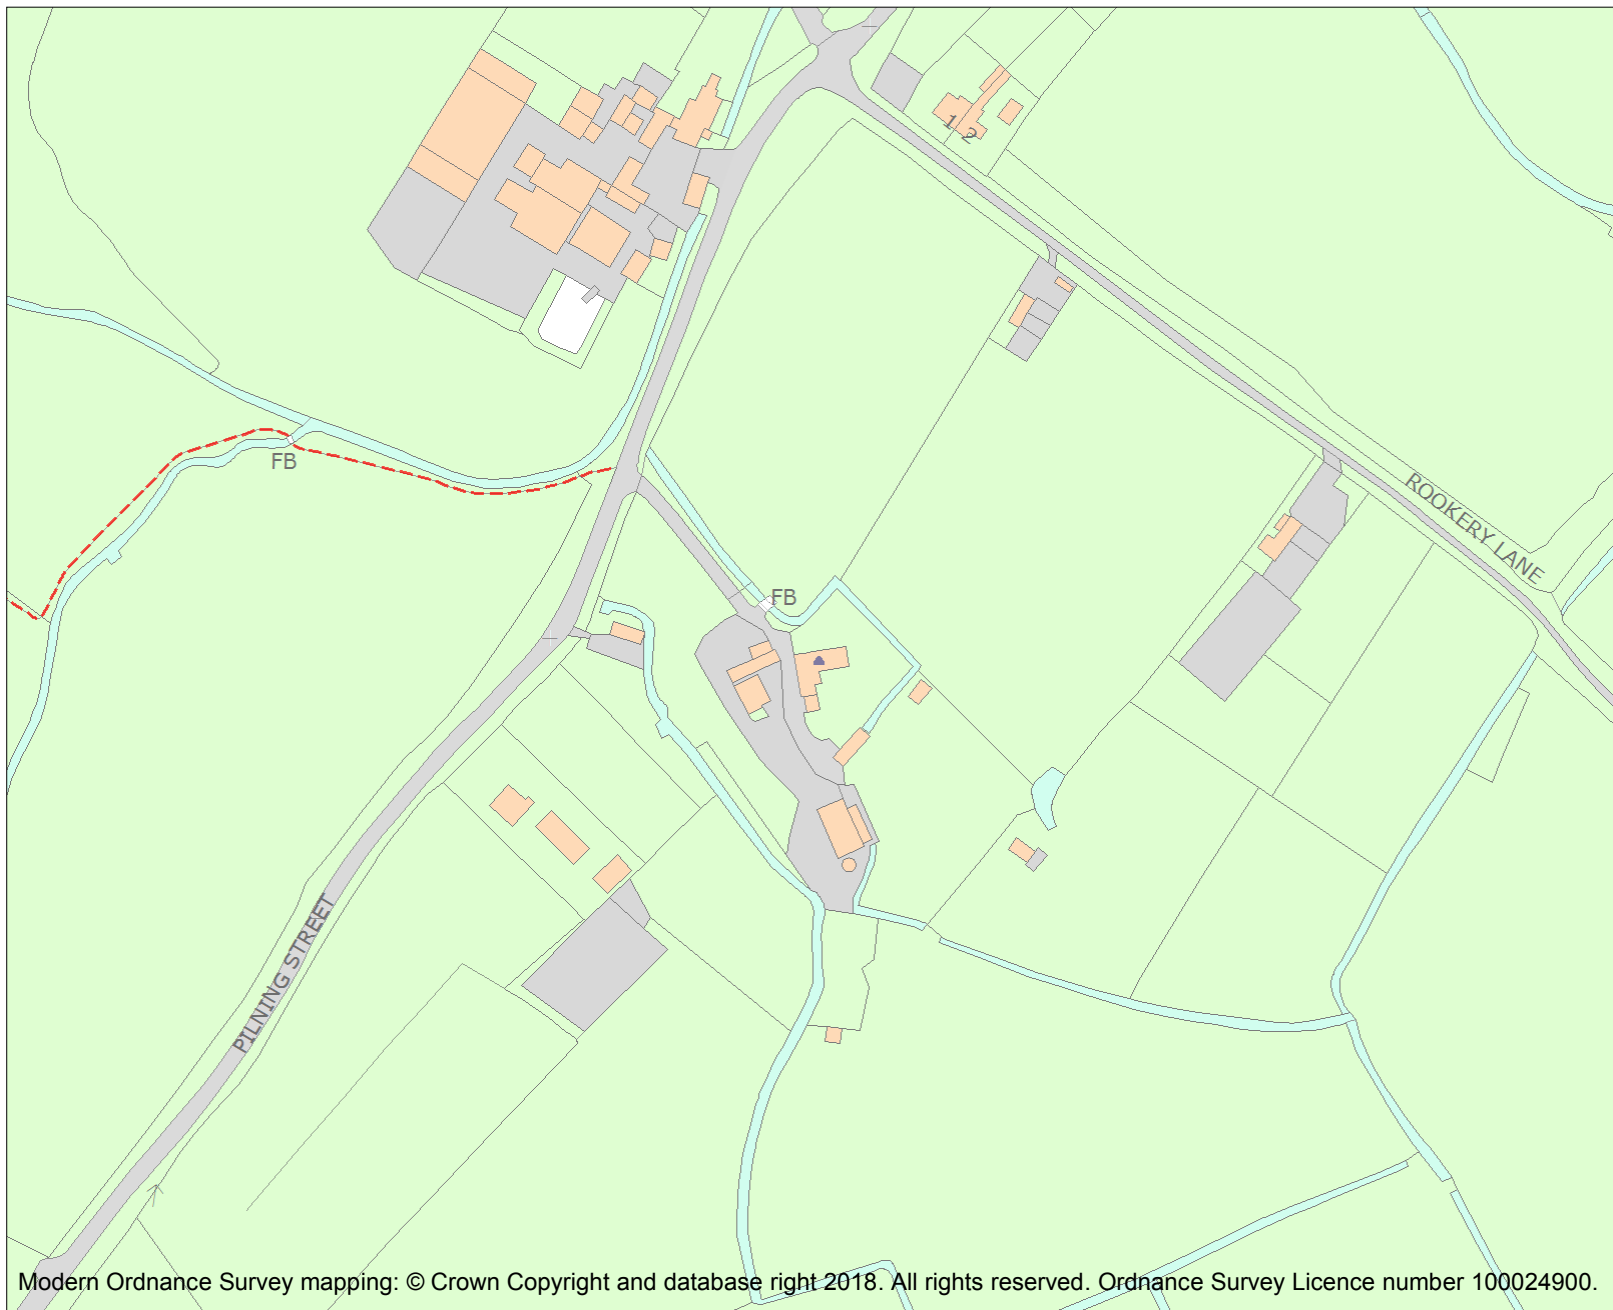 1
2
FB
ROOKERY LANE
FB
PILNING STREET
Modern Ordnance Survey mapping: © Crown Copyright and database right 2018. All rights reserved. Ordnance Survey Licence number 100024900.